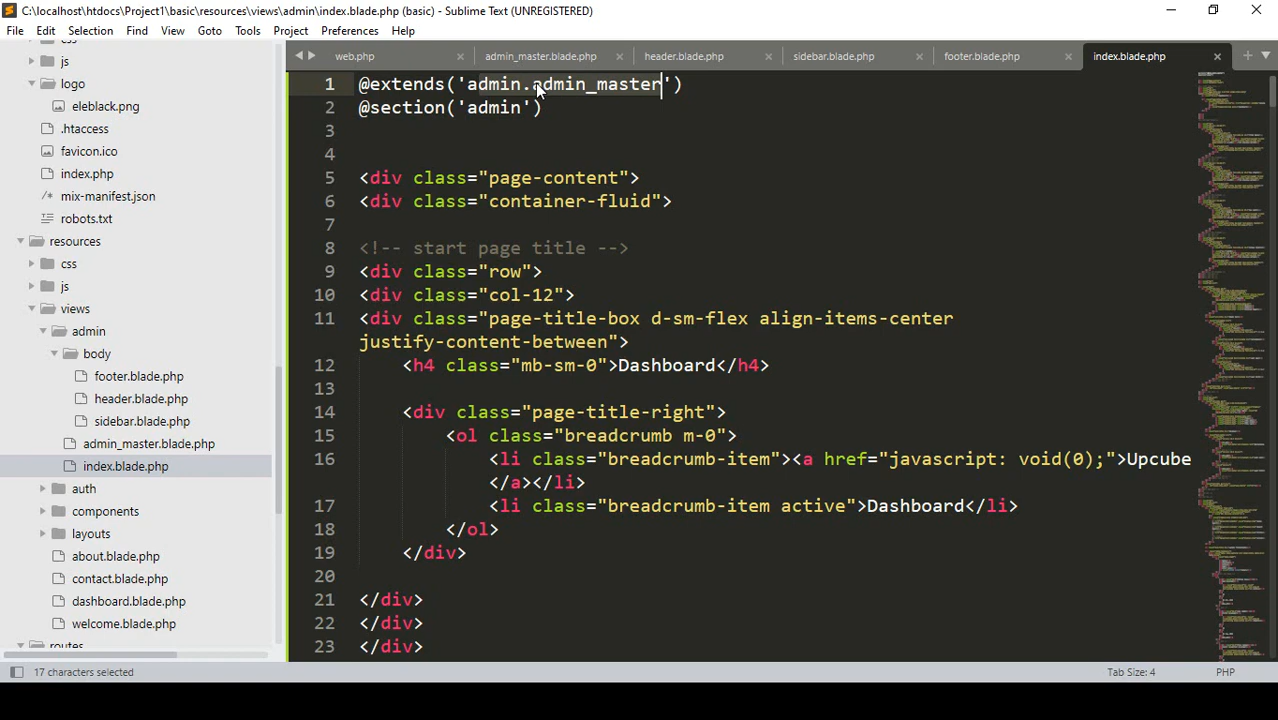 C:\localhost\htdocs\Project1\basic\resources\views\admin\index.blade.php (basic) - Sublime Text (UNREGISTERED)
File Edit Selection Find View Goto Tools Project Preferences Help
web.php admin_master.blade.php header.blade.php sidebar.blade.php footer.blade.php index.blade.php
js
logo
eleblack.png
.htaccess
favicon.ico
index.php
/* mix-manifest.json
robots.txt
resources
css
js
views
admin
body
footer.blade.php
header.blade.php
sidebar.blade.php
admin_master.blade.php
index.blade.php
auth
components
layouts
about.blade.php
contact.blade.php
dashboard.blade.php
welcome.blade.php
routes
1 @extends('admin.admin_master')
2 @section('admin')
3
4
5 <div class="page-content">
6 <div class="container-fluid">
7
8 <!-- start page title -->
9 <div class="row">
10 <div class="col-12">
11 <div class="page-title-box d-sm-flex align-items-center
justify-content-between">
12 <h4 class="mb-sm-0">Dashboard</h4>
13
14 <div class="page-title-right">
15 <ol class="breadcrumb m-0">
16 <li class="breadcrumb-item"><a href="javascript: void(0);">Upcube
</a></li>
17 <li class="breadcrumb-item active">Dashboard</li>
18 </ol>
19 </div>
20
21 </div>
22 </div>
23 </div>
17 characters selected
Tab Size: 4
PHP